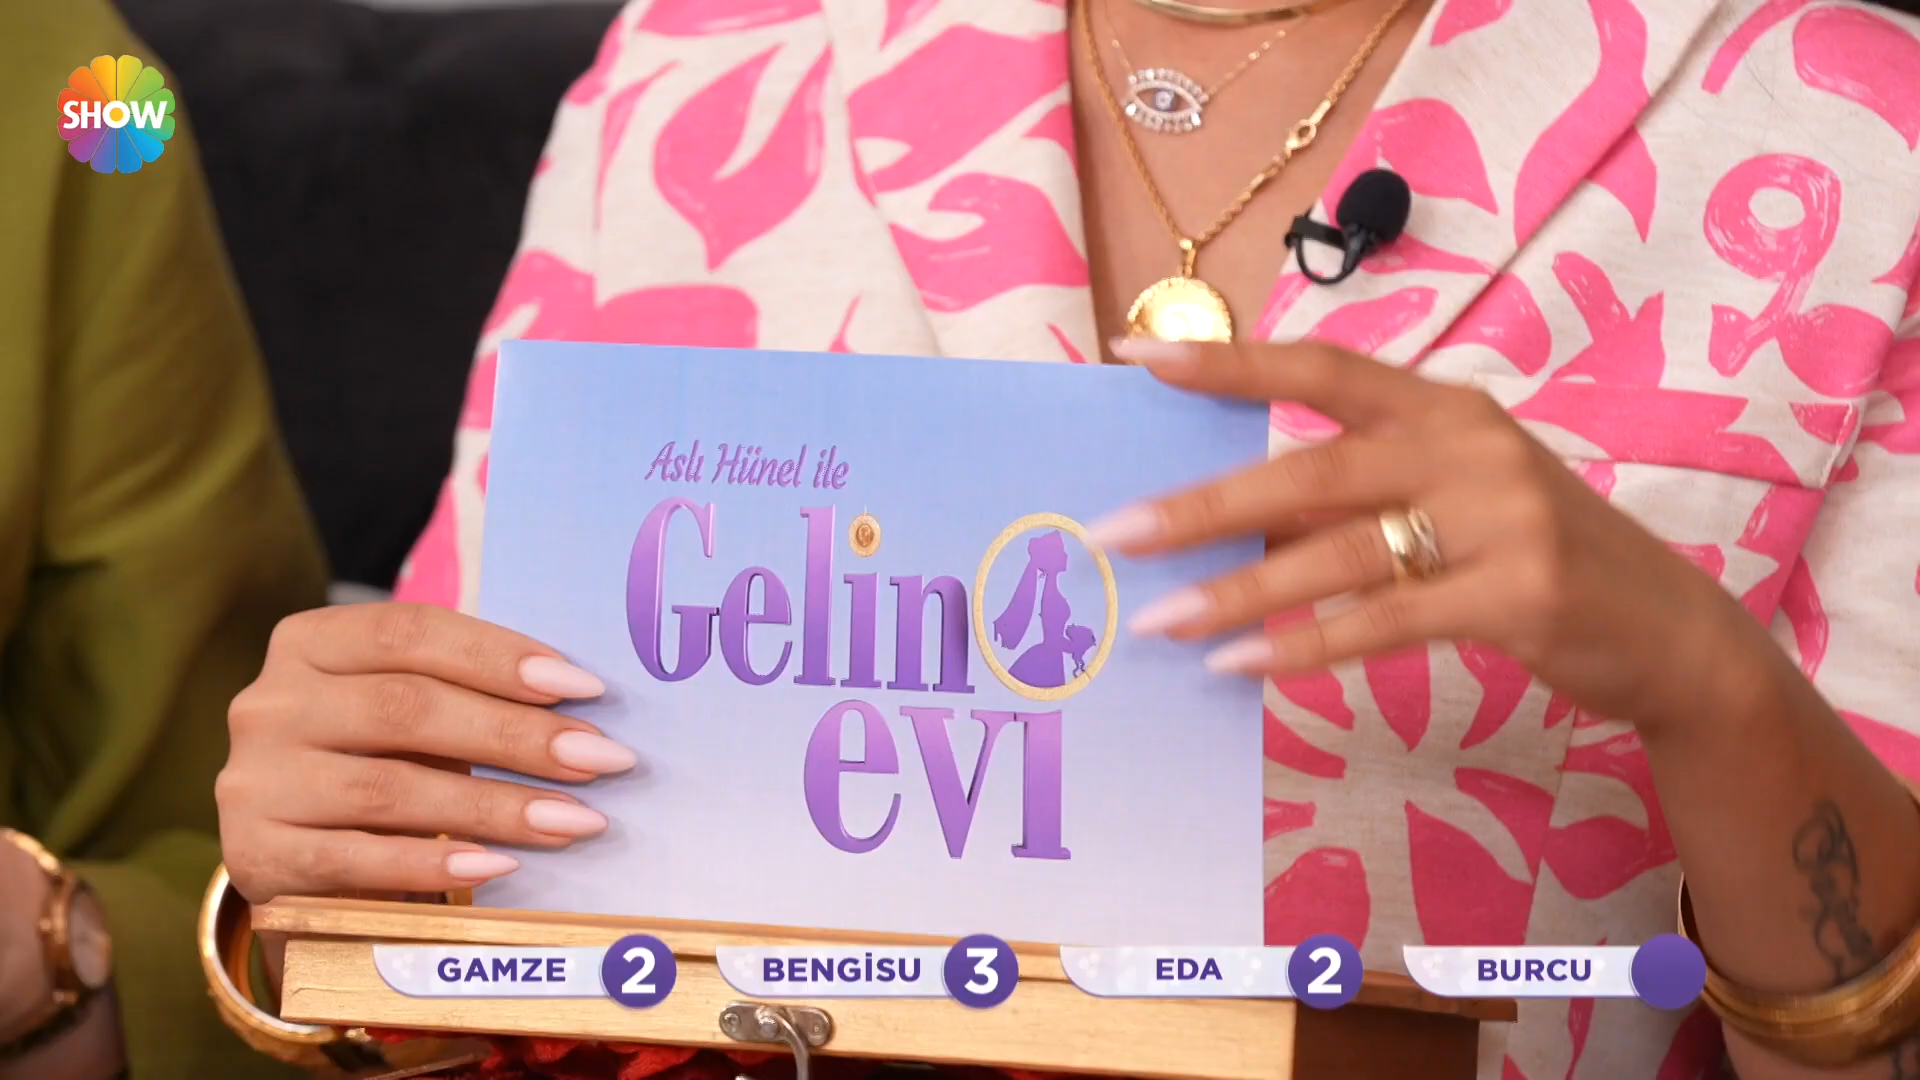 SHOW
Aslı Hünel ile
Gelin
evi
GAMZE 2
BENGİSU 3
EDA 2
BURCU